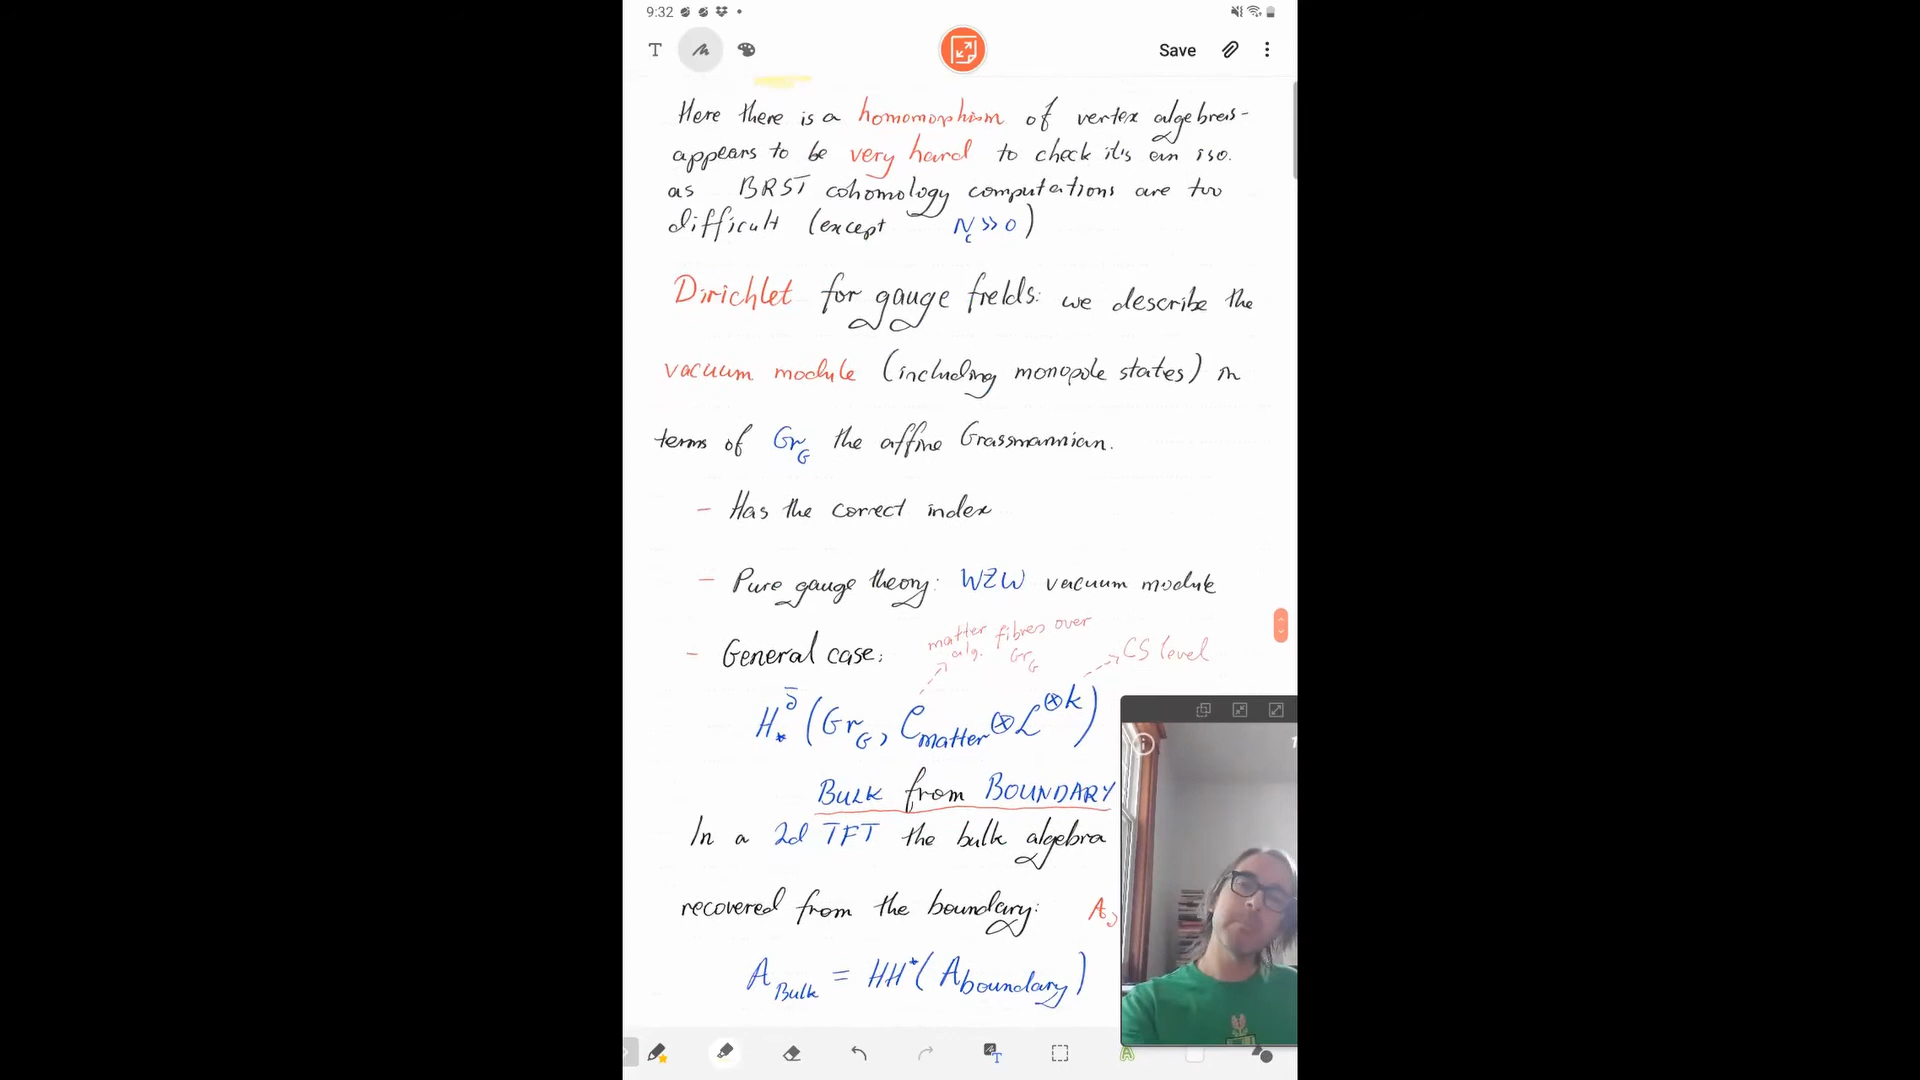 9:32
T
Save
Here there is a homomorphism of vertex algebras -
appears to be very hard to check it's an iso.
as BRST cohomology computations are too
difficult (except N_c >> 0)
Dirichlet for gauge fields: we describe the
vacuum module (including monopole states) in
terms of Gr_G the affine Grassmannian.
- Has the correct index
- Pure gauge theory: WZW vacuum module
matter fibres over
alg. Gr_G
CS level
- General case:
H_*^∂̄ (Gr_G, C_matter ⊗ L^⊗k)
BULK from BOUNDARY
In a 2d TFT the bulk algebra
recovered from the boundary:
A_Bulk = HH*(A_boundary)